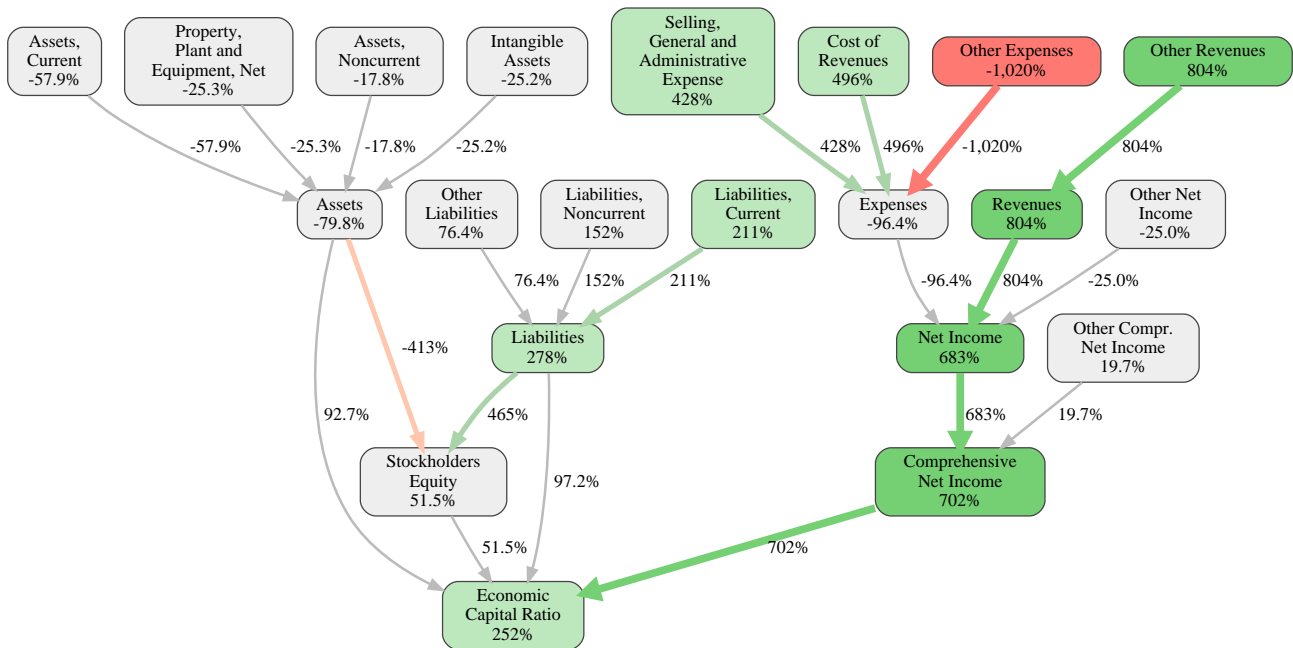 Assets,
Current
-57.9%
Property,
Plant and
Equipment, Net
-25.3%
Assets,
Noncurrent
-17.8%
Intangible
Assets
-25.2%
Selling,
General and
Administrative
Expense
428%
Cost of
Revenues
496%
Other Expenses
-1,020%
Other Revenues
804%
-57.9%
-25.3%
-17.8%
-25.2%
428%
496%
-1,020%
804%
Assets
-79.8%
Other
Liabilities
76.4%
Liabilities,
Noncurrent
152%
Liabilities,
Current
211%
Expenses
-96.4%
Revenues
804%
Other Net
Income
-25.0%
76.4%
152%
211%
-96.4%
804%
-25.0%
Liabilities
278%
Net Income
683%
Other Compr.
Net Income
19.7%
-413%
92.7%
465%
97.2%
683%
19.7%
Stockholders
Equity
51.5%
Comprehensive
Net Income
702%
51.5%
702%
Economic
Capital Ratio
252%